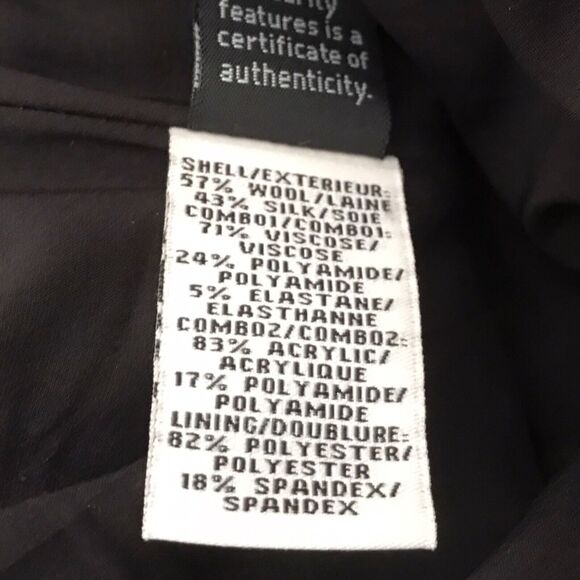 features is a
certificate of
authenticity.
SHELL/EXTERIEUR:
57% WOOL/LAINE
43% SILK/SOIE
COMBO1/COMBO1:
71% VISCOSE/
VISCOSE
24% POLYAMIDE/
POLYAMIDE
5% ELASTANE/
ELASTHANNE
COMBO2/COMBO2:
83% ACRYLIC/
ACRYLIQUE
17% POLYAMIDE/
POLYAMIDE
LINING/DOUBLURE:
82% POLYESTER/
POLYESTER
18% SPANDEX/
SPANDEX